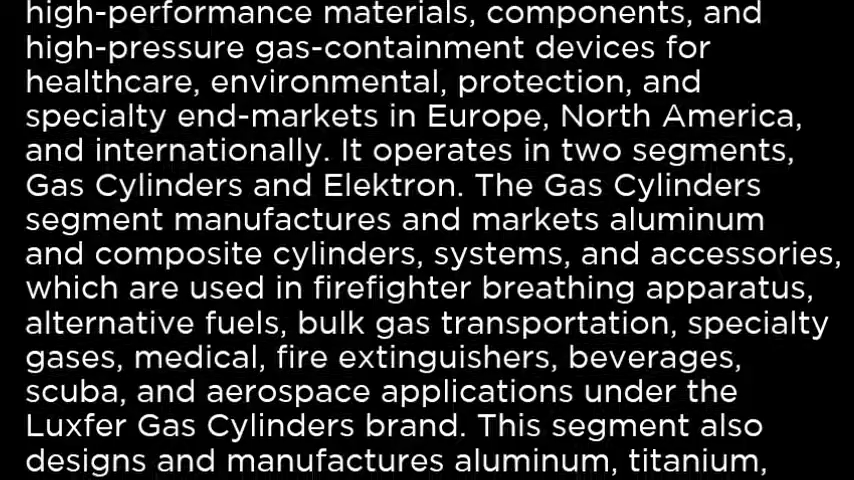 high-performance materials, components, and
high-pressure gas-containment devices for
healthcare, environmental, protection, and
specialty end-markets in Europe, North America,
and internationally. It operates in two segments,
Gas Cylinders and Elektron. The Gas Cylinders
segment manufactures and markets aluminum
and composite cylinders, systems, and accessories,
which are used in firefighter breathing apparatus,
alternative fuels, bulk gas transportation, specialty
gases, medical, fire extinguishers, beverages,
scuba, and aerospace applications under the
Luxfer Gas Cylinders brand. This segment also
designs and manufactures aluminum, titanium,